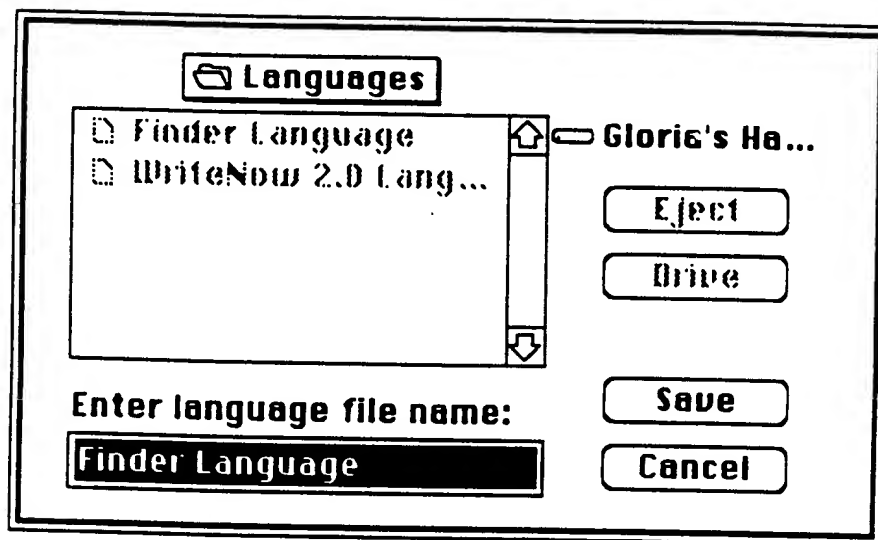 Languages
Finder Language
WriteNow 2.0 Lang...
Gloria's Ha...
Eject
Drive
Enter language file name:
Finder Language
Save
Cancel